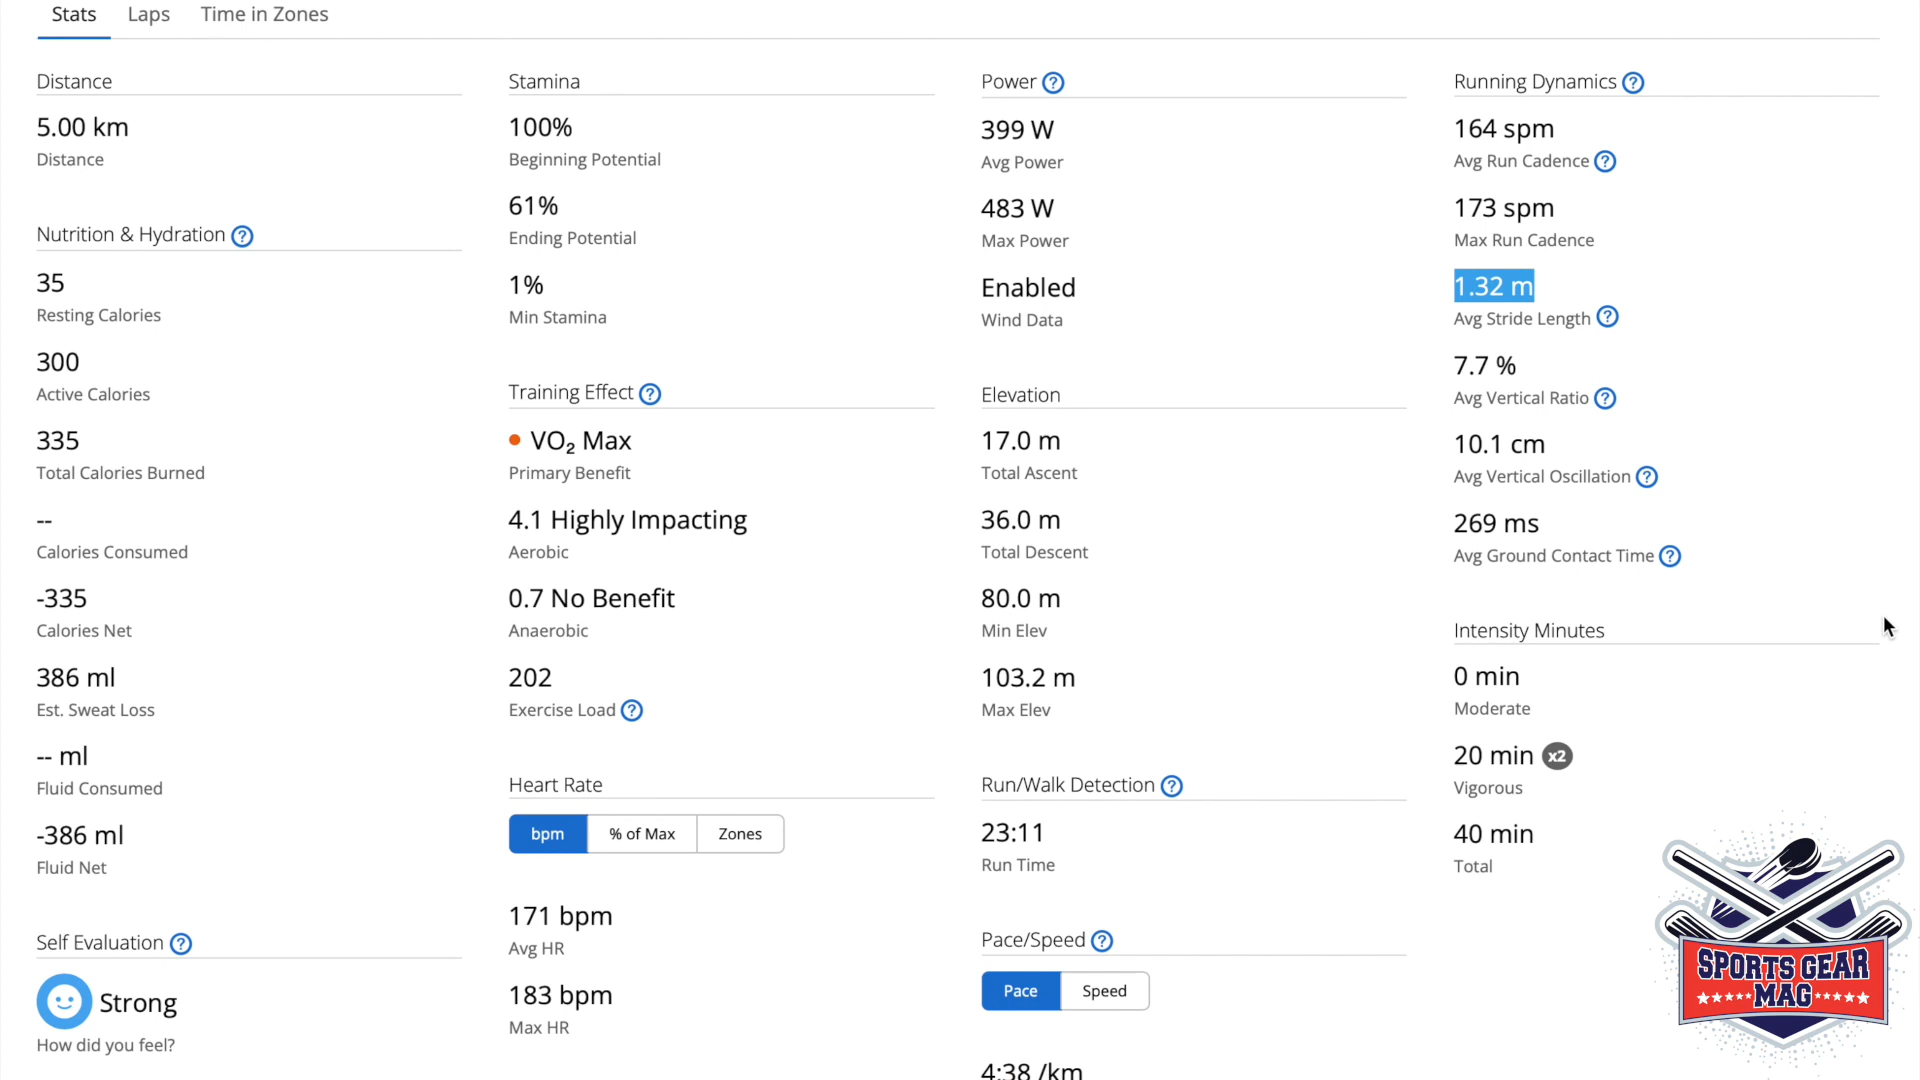 Stats
Laps
Time in Zones
Distance
5.00 km
Distance
Nutrition & Hydration ?
35
Resting Calories
300
Active Calories
335
Total Calories Burned
--
Calories Consumed
-335
Calories Net
386 ml
Est. Sweat Loss
-- ml
Fluid Consumed
-386 ml
Fluid Net
Self Evaluation ?
Strong
How did you feel?
Stamina
100%
Beginning Potential
61%
Ending Potential
1%
Min Stamina
Training Effect ?
VO₂ Max
Primary Benefit
4.1 Highly Impacting
Aerobic
0.7 No Benefit
Anaerobic
202
Exercise Load ?
Heart Rate
bpm
% of Max
Zones
171 bpm
Avg HR
183 bpm
Max HR
Power ?
399 W
Avg Power
483 W
Max Power
Enabled
Wind Data
Elevation
17.0 m
Total Ascent
36.0 m
Total Descent
80.0 m
Min Elev
103.2 m
Max Elev
Run/Walk Detection ?
23:11
Run Time
Pace/Speed ?
Pace
Speed
4:38 /km
Running Dynamics ?
164 spm
Avg Run Cadence ?
173 spm
Max Run Cadence
1.32 m
Avg Stride Length ?
7.7 %
Avg Vertical Ratio ?
10.1 cm
Avg Vertical Oscillation ?
269 ms
Avg Ground Contact Time ?
Intensity Minutes
0 min
Moderate
20 min x2
Vigorous
40 min
Total
SPORTS GEAR
MAG